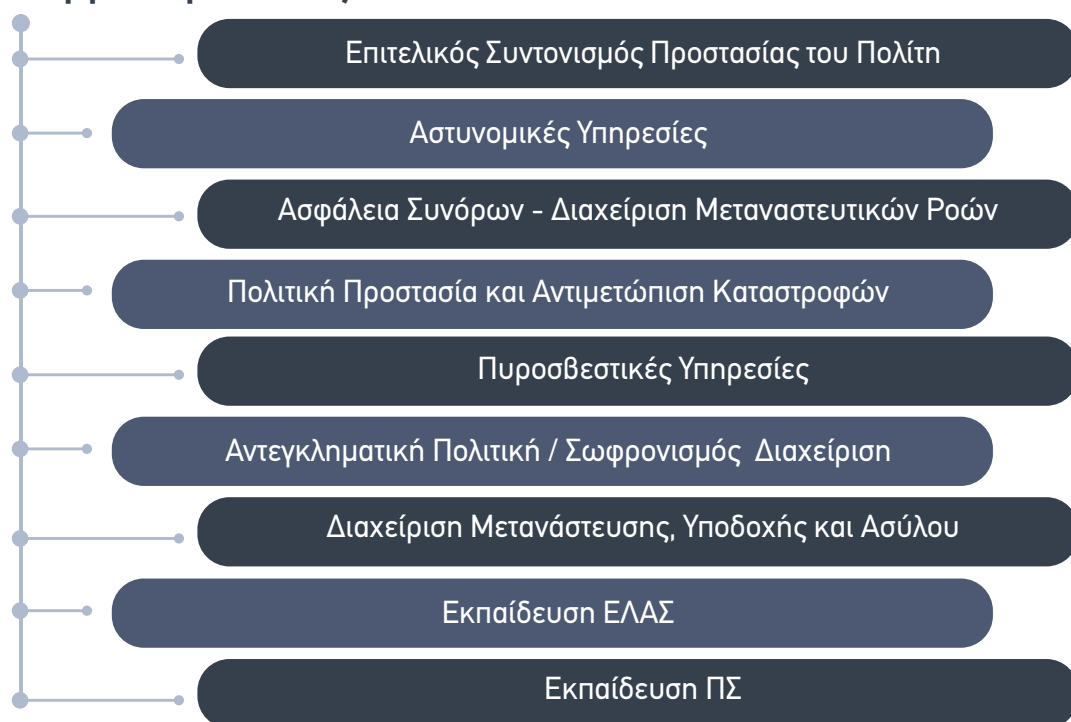 Επιτελικός Συντονισμός Προστασίας του Πολίτη
Αστυνομικές Υπηρεσίες
Ασφάλεια Συνόρων - Διαχείριση Μεταναστευτικών Ροών
Πολιτική Προστασία και Αντιμετώπιση Καταστροφών
Πυροσβεστικές Υπηρεσίες
Αντεγκληματική Πολιτική / Σωφρονισμός Διαχείριση
Διαχείριση Μετανάστευσης, Υποδοχής και Ασύλου
Εκπαίδευση ΕΛΑΣ
Εκπαίδευση ΠΣ